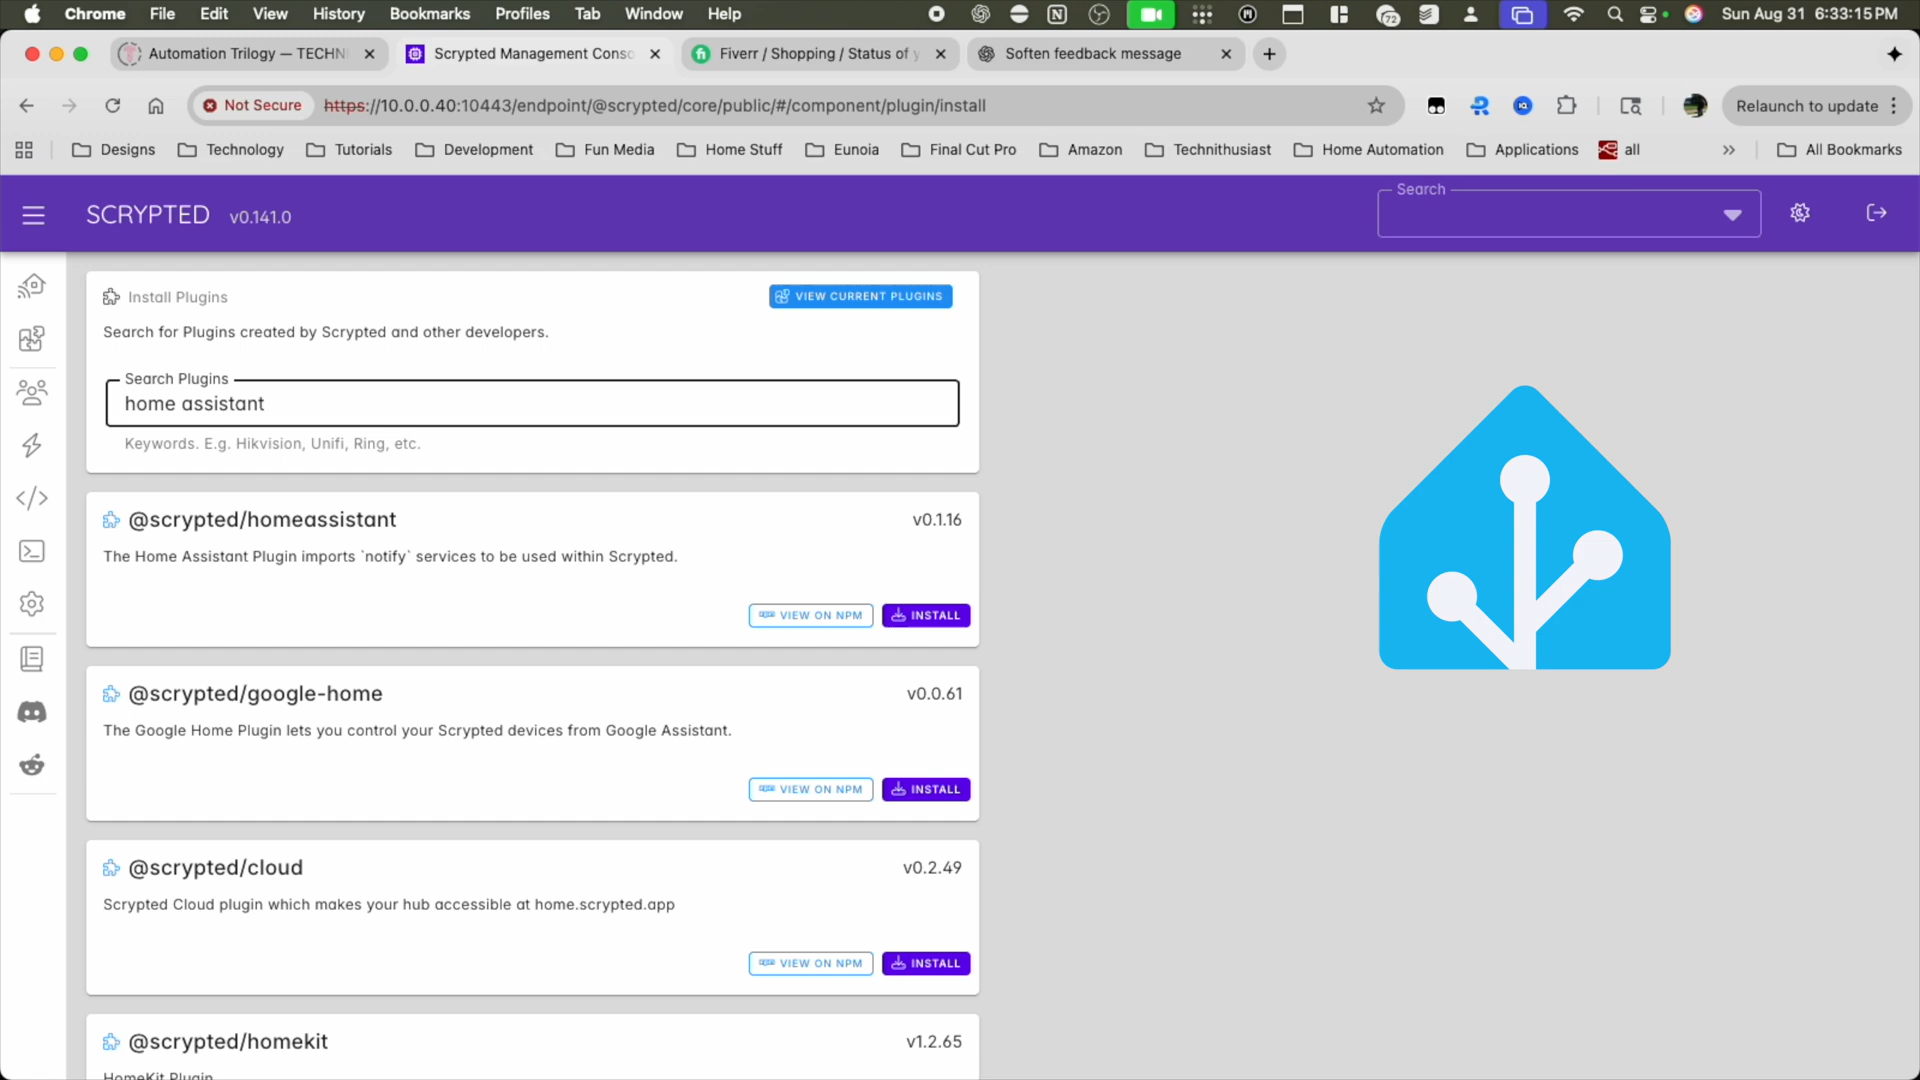 Chrome File Edit View History Bookmarks Profiles Tab Window Help 72 Sun Aug 31 6:33:15 PM
Automation Trilogy — TECHN Scrypted Management Conso Fiverr / Shopping / Status of y Soften feedback message
Not Secure https://10.0.0.40:10443/endpoint/@scrypted/core/public/#/component/plugin/install Relaunch to update
Designs Technology Tutorials Development Fun Media Home Stuff Eunoia Final Cut Pro Amazon Technithusiast Home Automation Applications all All Bookmarks
SCRYPTED v0.141.0 Search
Install Plugins VIEW CURRENT PLUGINS
Search for Plugins created by Scrypted and other developers.
Search Plugins
home assistant
Keywords. E.g. Hikvision, Unifi, Ring, etc.
@scrypted/homeassistant v0.1.16
The Home Assistant Plugin imports `notify` services to be used within Scrypted.
VIEW ON NPM INSTALL
@scrypted/google-home v0.0.61
The Google Home Plugin lets you control your Scrypted devices from Google Assistant.
VIEW ON NPM INSTALL
@scrypted/cloud v0.2.49
Scrypted Cloud plugin which makes your hub accessible at home.scrypted.app
VIEW ON NPM INSTALL
@scrypted/homekit v1.2.65
HomeKit Plugin